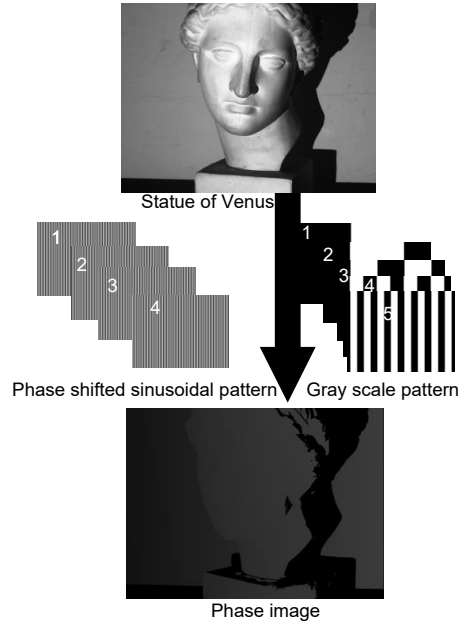 Statue of Venus
1
2
3
4
1
2
3
4
5
Phase shifted sinusoidal pattern
Gray scale pattern
Phase image